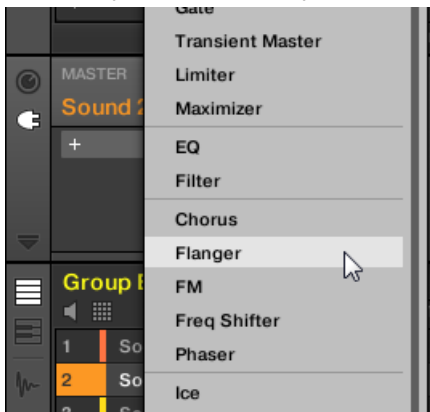 Gate
Transient Master
MASTER
Limiter
Sound 2
Maximizer
+
EQ
Filter
Chorus
Flanger
Group
FM
Freq Shifter
1 So
Phaser
2 So
Ice